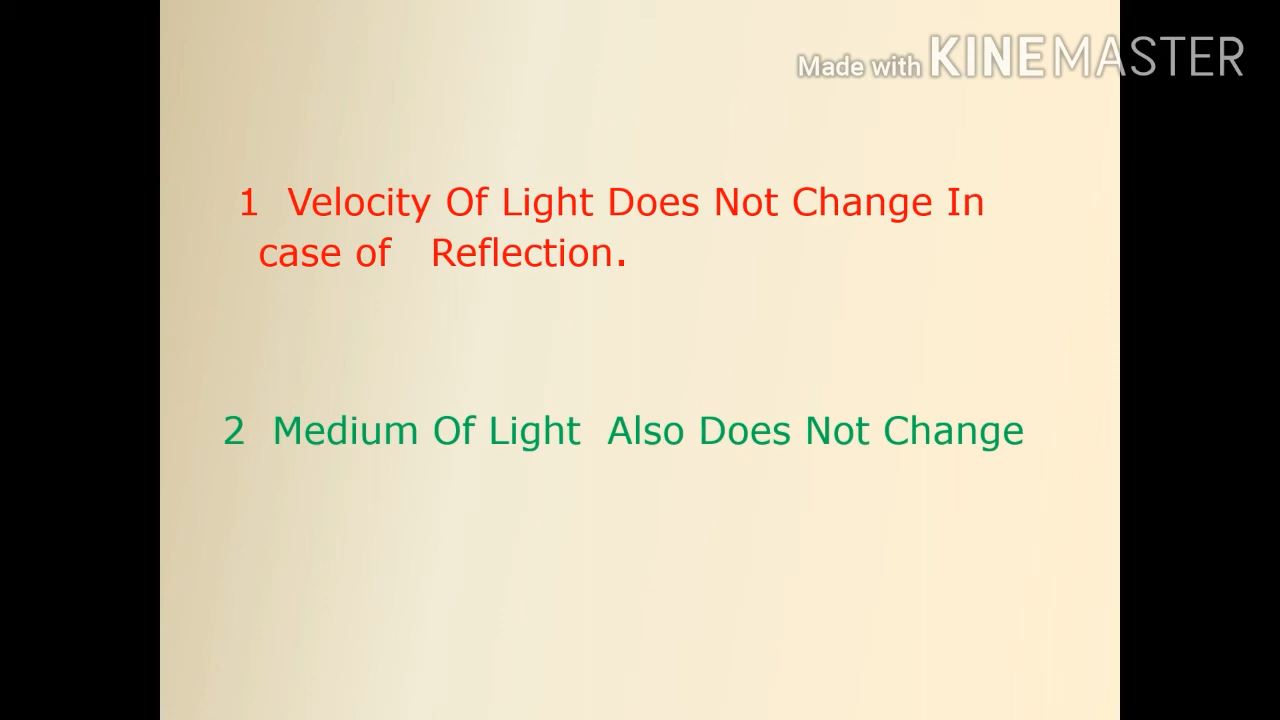 Made with KINEMASTER
1 Velocity Of Light Does Not Change In
case of Reflection.
2 Medium Of Light Also Does Not Change